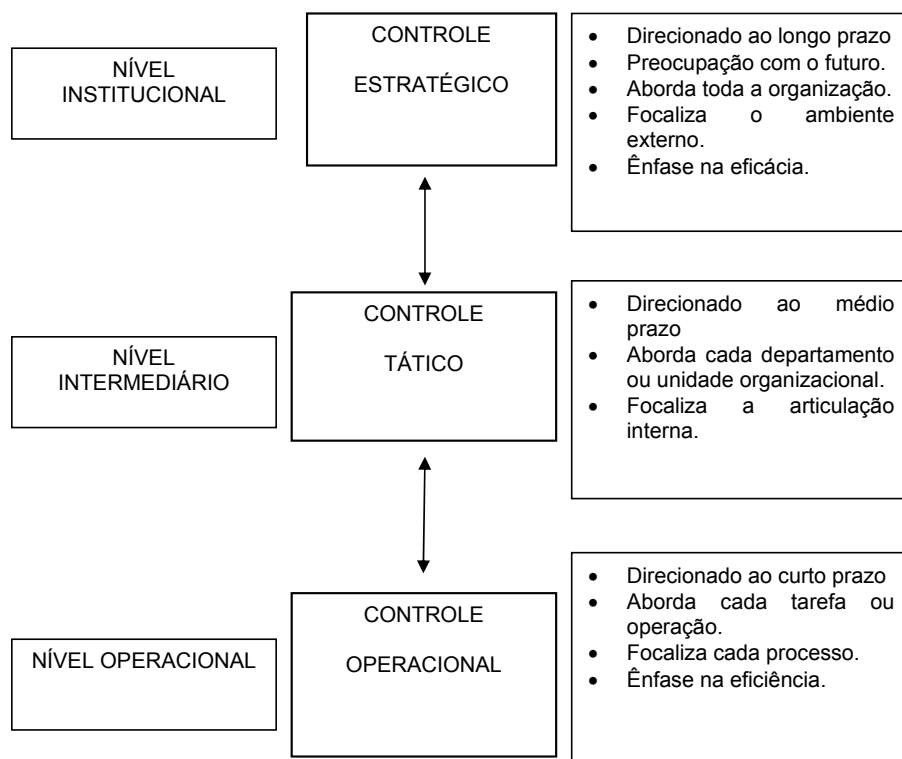 NÍVEL
INSTITUCIONAL
CONTROLE
ESTRATÉGICO
• Direcionado ao longo prazo
• Preocupação com o futuro.
• Aborda toda a organização.
• Focaliza o ambiente
externo.
• Ênfase na eficácia.
NÍVEL
INTERMEDIÁRIO
CONTROLE
TÁTICO
• Direcionado ao médio
prazo
• Aborda cada departamento
ou unidade organizacional.
• Focaliza a articulação
interna.
NÍVEL OPERACIONAL
CONTROLE
OPERACIONAL
• Direcionado ao curto prazo
• Aborda cada tarefa ou
operação.
• Focaliza cada processo.
• Ênfase na eficiência.